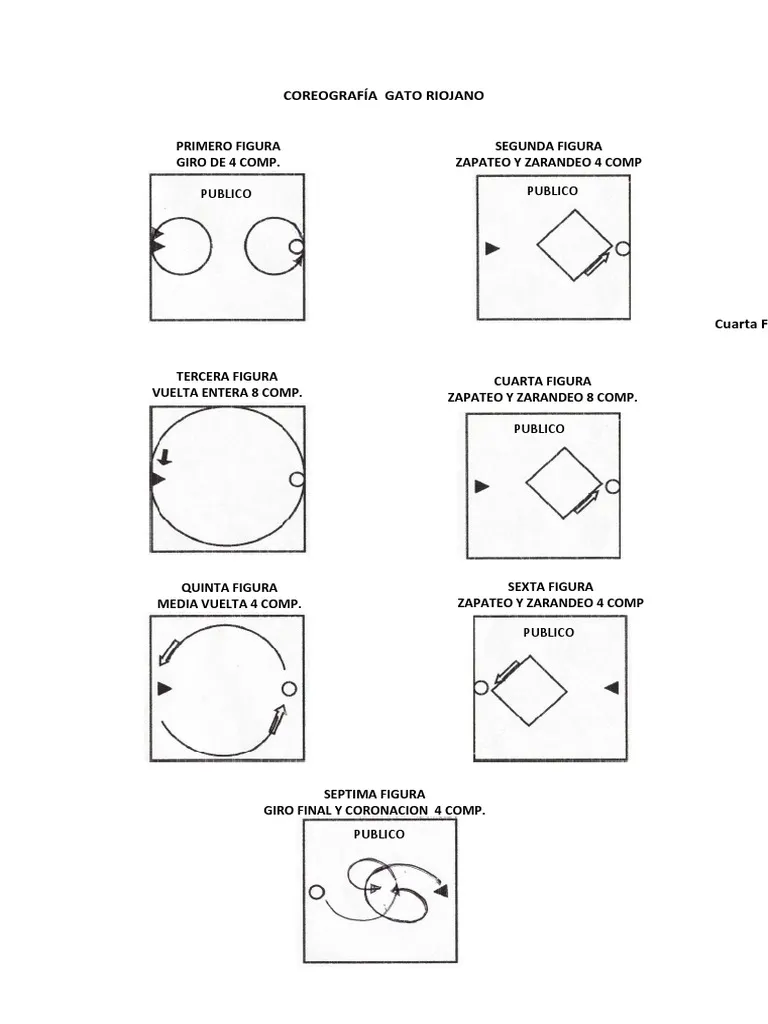 COREOGRAFÍA GATO RIOJANO
PRIMERO FIGURA
GIRO DE 4 COMP.
PUBLICO
SEGUNDA FIGURA
ZAPATEO Y ZARANDEO 4 COMP
PUBLICO
Cuarta F
TERCERA FIGURA
VUELTA ENTERA 8 COMP.
CUARTA FIGURA
ZAPATEO Y ZARANDEO 8 COMP.
PUBLICO
QUINTA FIGURA
MEDIA VUELTA 4 COMP.
SEXTA FIGURA
ZAPATEO Y ZARANDEO 4 COMP
PUBLICO
SEPTIMA FIGURA
GIRO FINAL Y CORONACION 4 COMP.
PUBLICO